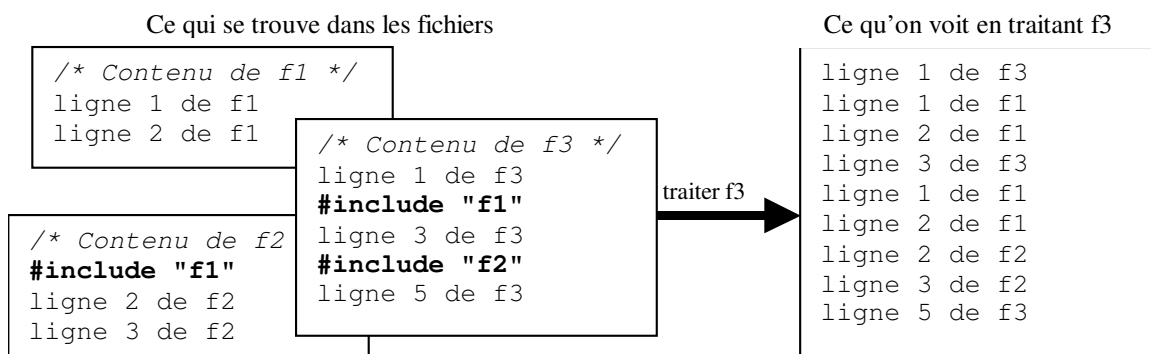 Ce qui se trouve dans les fichiers
/* Contenu de f1 */
ligne 1 de f1
ligne 2 de f1
/* Contenu de f2
#include "f1"
ligne 2 de f2
ligne 3 de f2
/* Contenu de f3 */
ligne 1 de f3
#include "f1"
ligne 3 de f3
#include "f2"
ligne 5 de f3
traiter f3
Ce qu’on voit en traitant f3
ligne 1 de f3
ligne 1 de f1
ligne 2 de f1
ligne 3 de f3
ligne 1 de f1
ligne 2 de f1
ligne 2 de f2
ligne 3 de f2
ligne 5 de f3